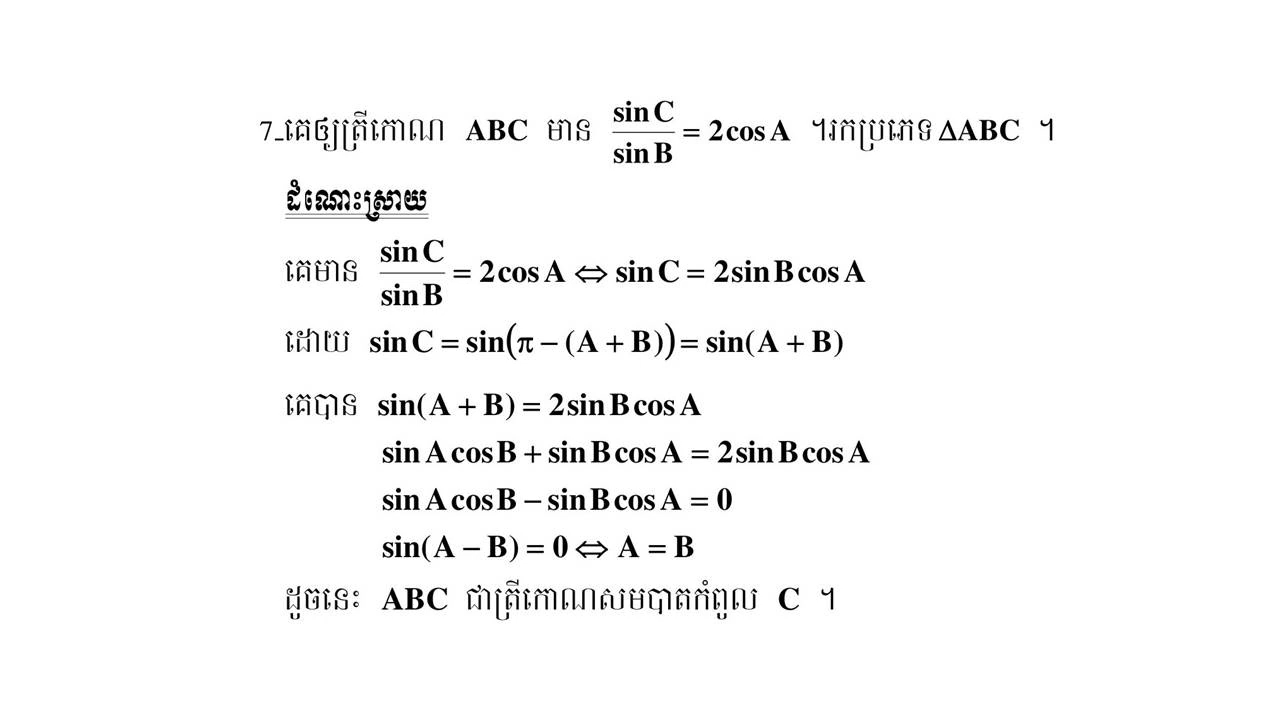 7-គេឲ្យត្រីកោណ ABC មាន sin C / sin B = 2cos A ។រកប្រភេទ ΔABC ។
ដំណោះស្រាយ
គេមាន sin C / sin B = 2cos A ⇔ sin C = 2sin B cos A
ដោយ sin C = sin(π − (A + B)) = sin(A + B)
គេបាន sin(A + B) = 2sin B cos A
sin A cos B + sin B cos A = 2sin B cos A
sin A cos B − sin B cos A = 0
sin(A − B) = 0 ⇔ A = B
ដូចនេះ ABC ជាត្រីកោណសមបាតកំពូល C ។